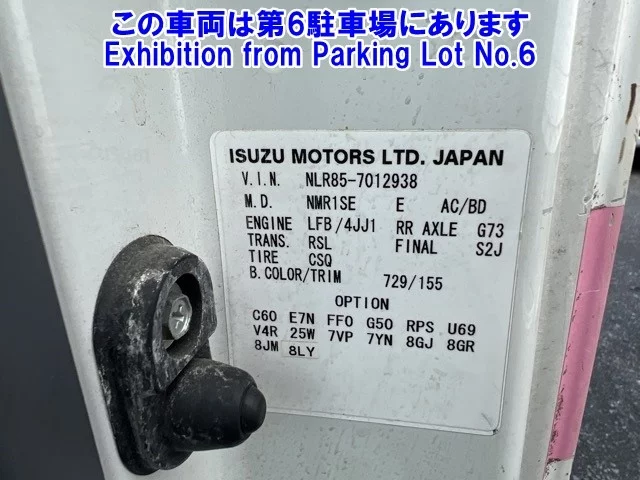 この車両は第6駐車場にあります
Exhibition from Parking Lot No.6
ISUZU MOTORS LTD. JAPAN
V.I.N. NLR85-7012938
M.D. NMR1SE E AC/BD
ENGINE LFB/4JJ1 RR AXLE G73
TRANS. RSL FINAL S2J
TIRE CSQ
B.COLOR/TRIM 729/155
OPTION
C60 E7N FF0 G50 RPS U69
V4R 25W 7VP 7YN 8GJ 8GR
8JM 8LY